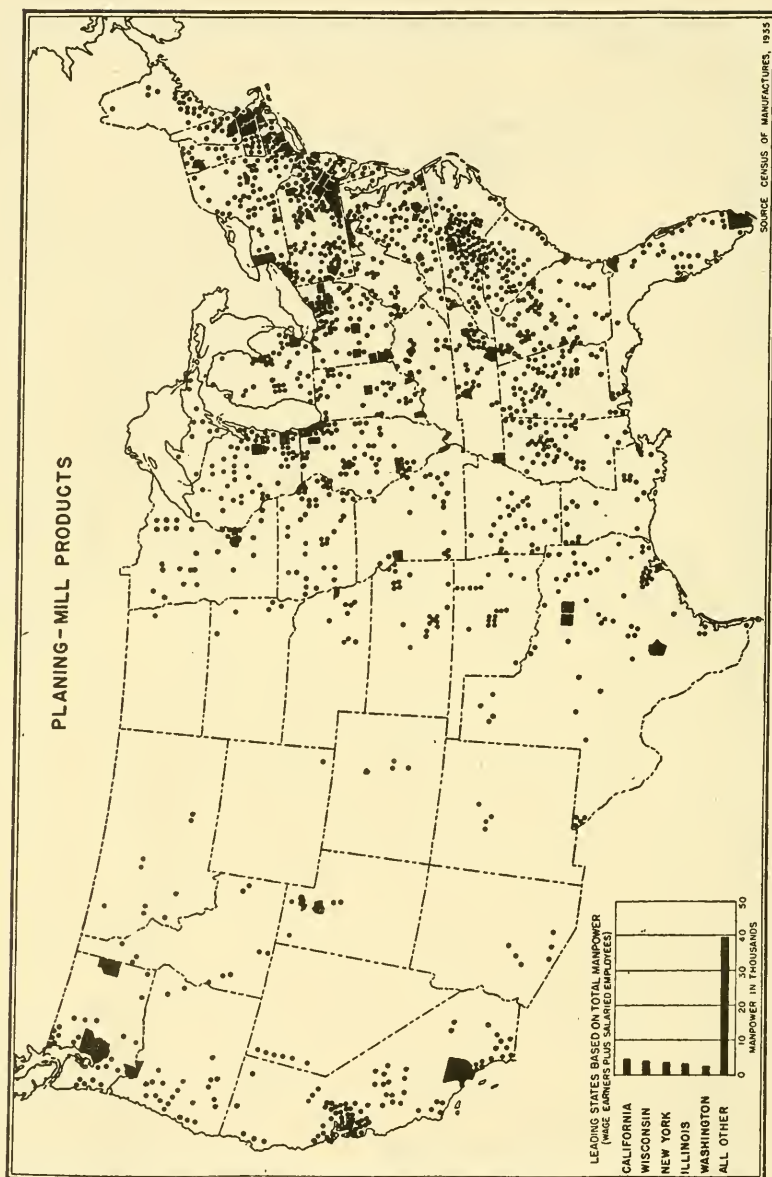 PLANING-MILL PRODUCTS
LEADING STATES BASED ON TOTAL MANPOWER
(WAGE EARNERS PLUS SALARIED EMPLOYEES)
CALIFORNIA
WISCONSIN
NEW YORK
ILLINOIS
WASHINGTON
ALL OTHER
0 10 20 30 40 50
MANPOWER IN THOUSANDS
SOURCE CENSUS OF MANUFACTURES, 1935